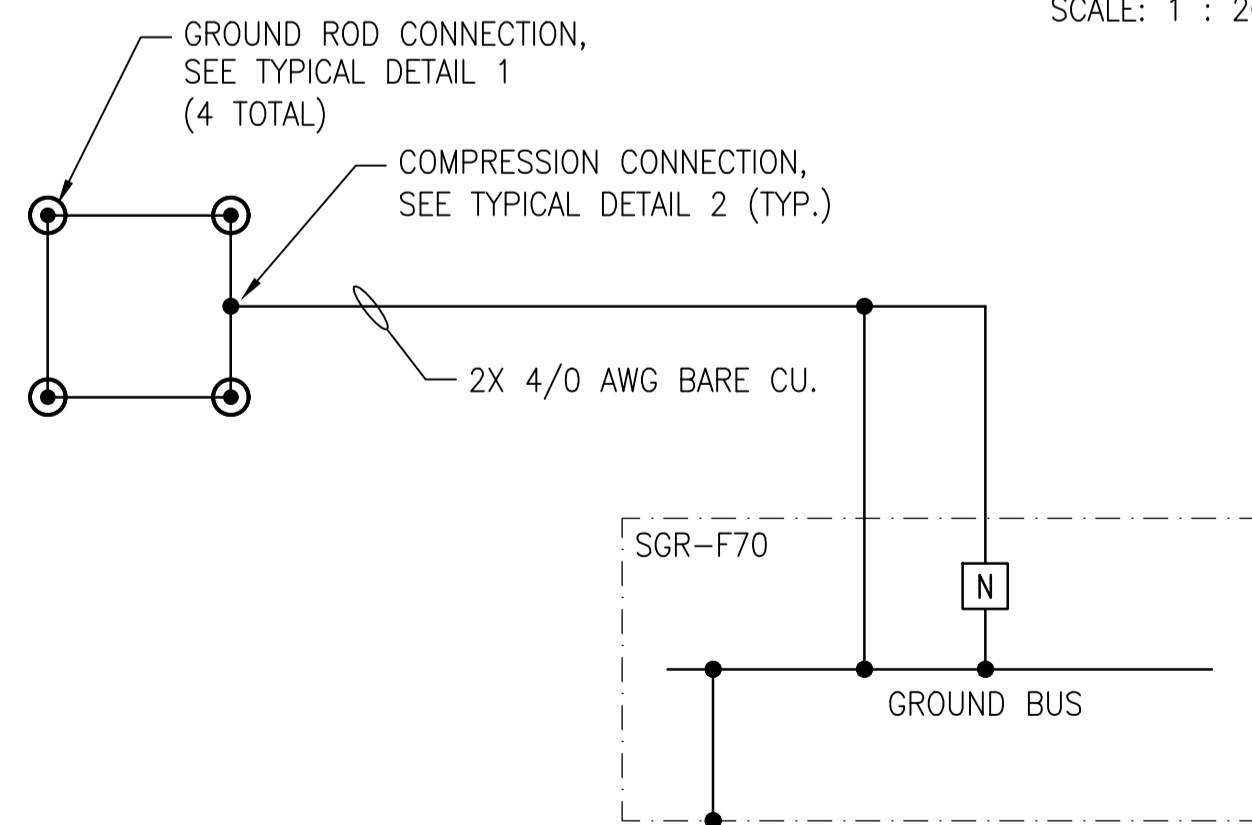 SCALE: 1 : 2
GROUND ROD CONNECTION,
SEE TYPICAL DETAIL 1
(4 TOTAL)
COMPRESSION CONNECTION,
SEE TYPICAL DETAIL 2 (TYP.)
2X 4/0 AWG BARE CU.
SGR-F70
N
GROUND BUS